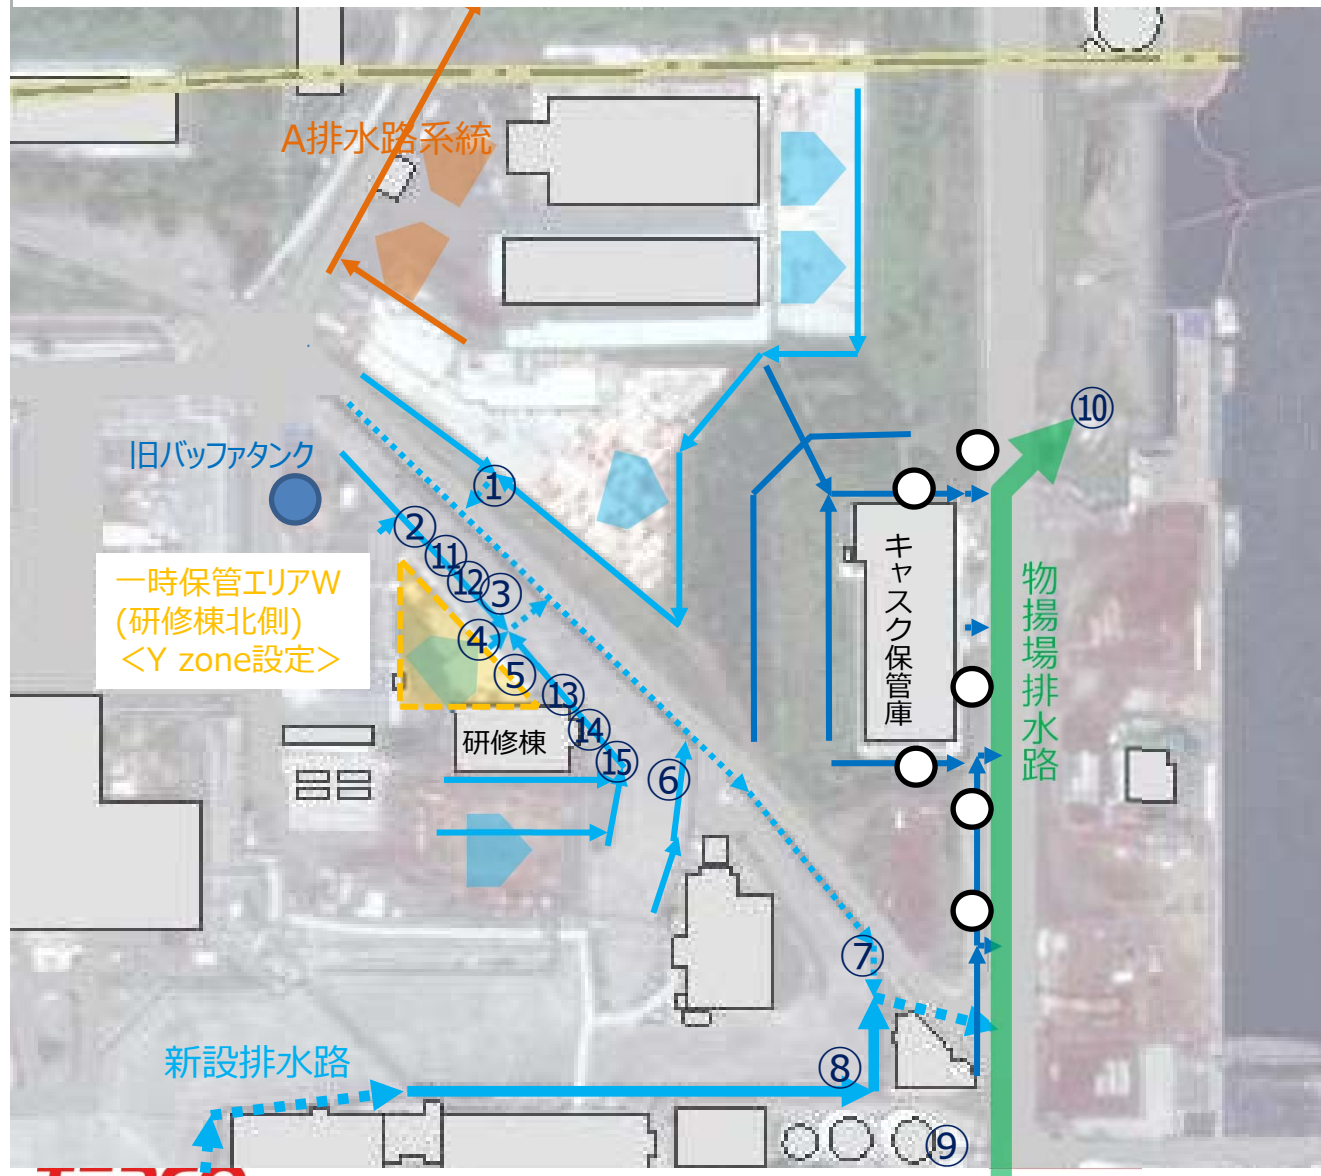 A排水路系統
⑩
旧バッファタンク
①
②
⑪
⑫
③
一時保管エリアW
(研修棟北側)
＜Y zone設定＞
④
⑤
⑬
⑭
⑮
研修棟
⑥
キャスク保管庫
物揚場排水路
⑦
⑧
新設排水路
⑨